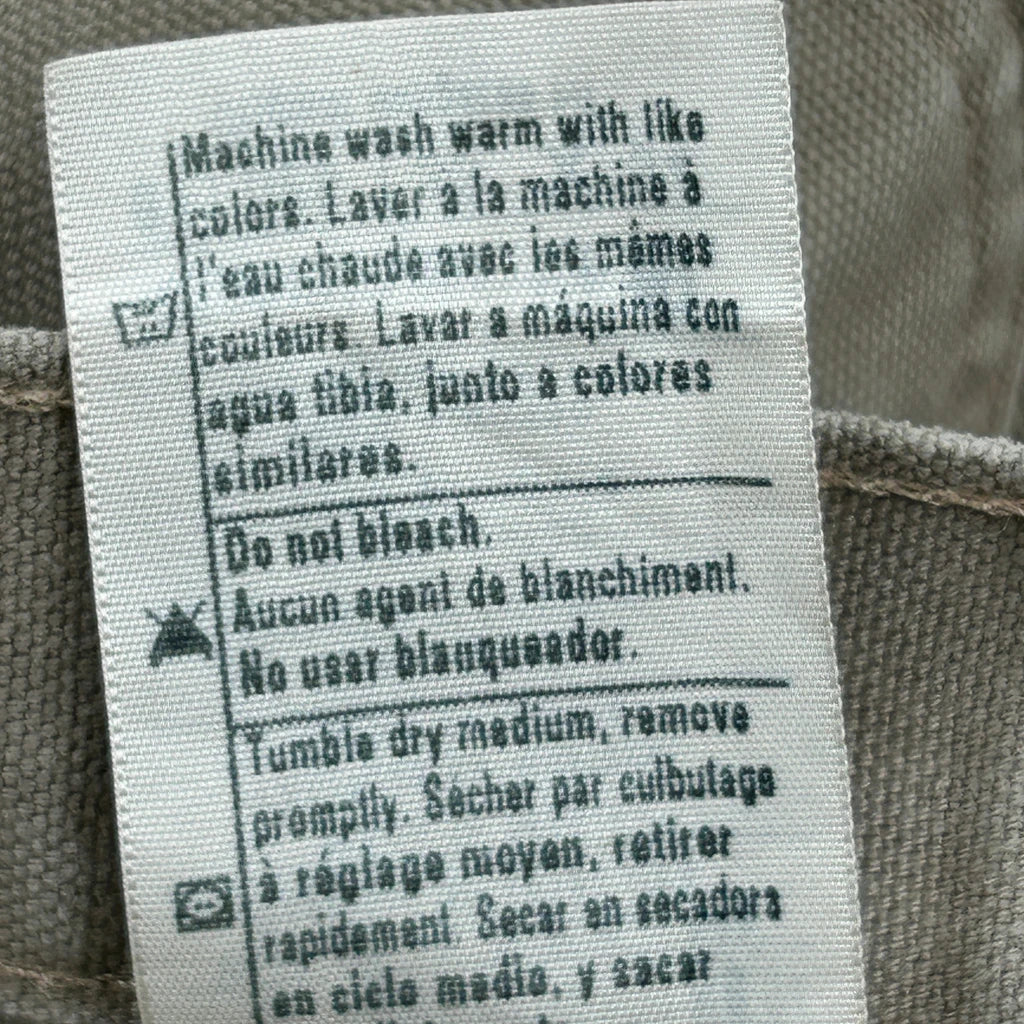 Machine wash warm with like
colors. Laver à la machine à
l'eau chaude avec les mêmes
couleurs. Lavar a máquina con
agua tibia, junto a colores
similares.
Do not bleach.
Aucun agent de blanchiment.
No usar blanqueador.
Tumble dry medium, remove
promptly. Sécher par culbutage
à réglage moyen, retirer
rapidement. Secar en secadora
en ciclo medio, y sacar